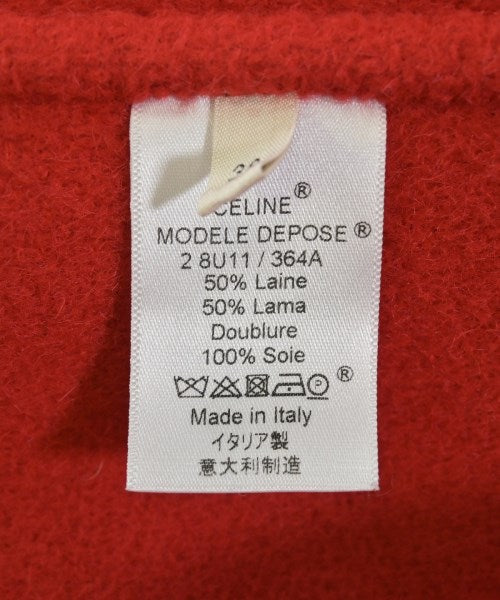 CELINE®
MODELE DEPOSE®
2 8U11 / 364A
50% Laine
50% Lama
Doublure
100% Soie
P ®
Made in Italy
イタリア製
意大利制造